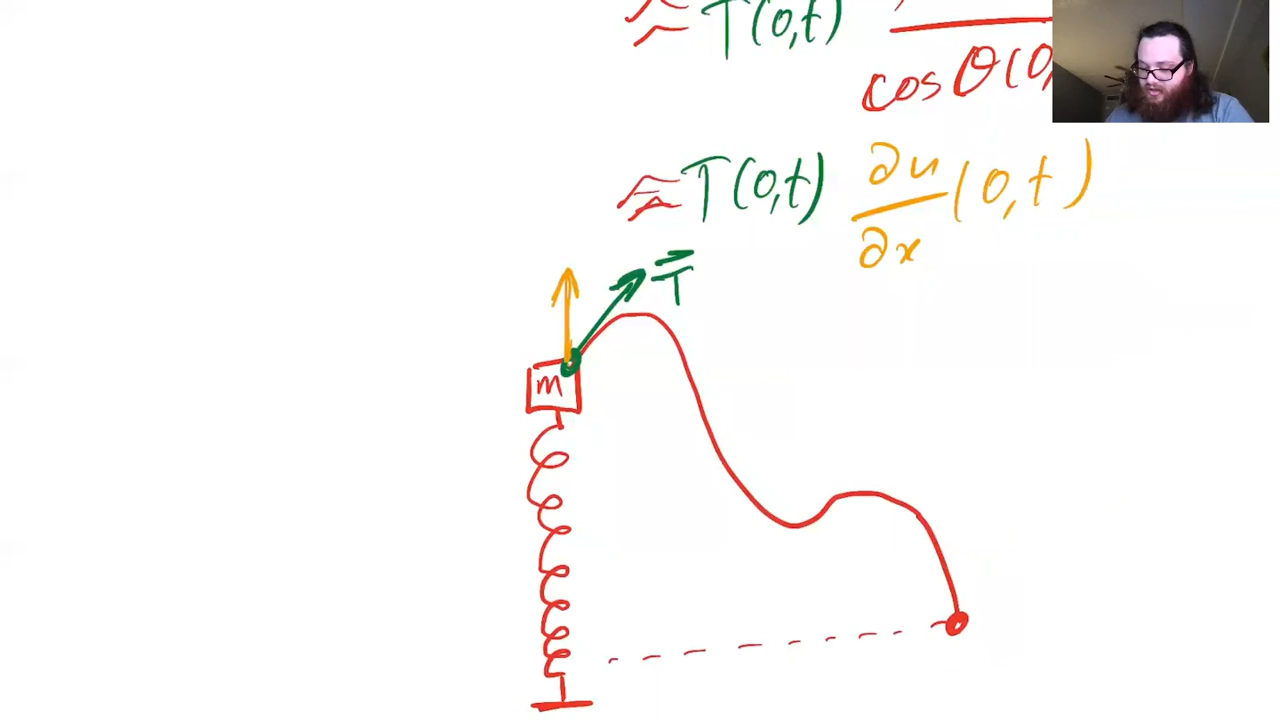 ≈ T(0,t)
cos θ(0,
≈ T(0,t) ∂u/∂x (0,t)
T⃗
m